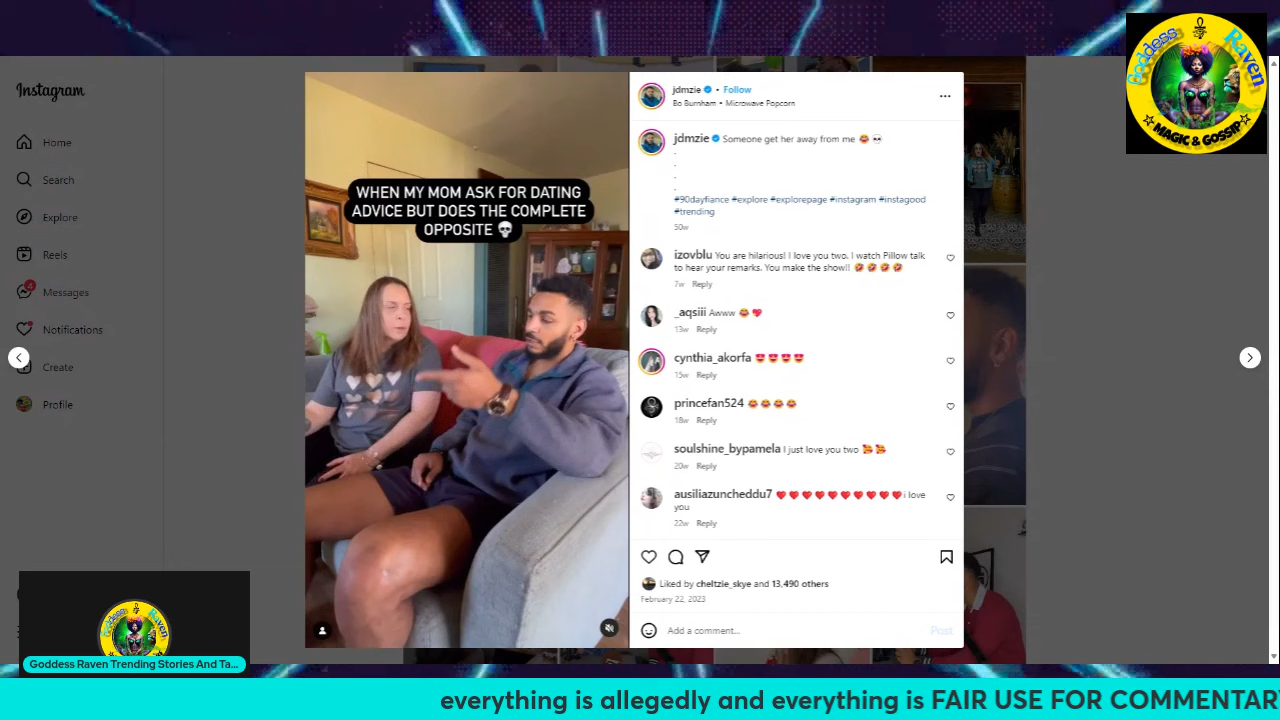 Goddess Raven
MAGIC & GOSSIP
Instagram
Home
Search
Explore
Reels
4
Messages
Notifications
Create
Profile
WHEN MY MOM ASK FOR DATING
ADVICE BUT DOES THE COMPLETE
OPPOSITE 💀
jdmzie • Follow
Bo Burnham • Microwave Popcorn
jdmzie Someone get her away from me 😂 💀
.
.
.
.
#90dayfiance #explore #explorepage #instagram #instagood
#trending
50w
izovblu You are hilarious! I love you two. I watch Pillow talk
to hear your remarks. You make the show!! 🤣 🤣 🤣 🤣
7w Reply
_aqsiii Awww 😂 💖
13w Reply
cynthia_akorfa 😍 😍 😍 😍
15w Reply
princefan524 😂 😂 😂 😂
18w Reply
soulshine_bypamela I just love you two 🥰 🥰
20w Reply
ausiliazuncheddu7 ❤️ ❤️ ❤️ ❤️ ❤️ ❤️ ❤️ ❤️ ❤️ ❤️ i love
you
22w Reply
Liked by cheltzie_skye and 13,490 others
February 22, 2023
Add a comment...
Post
Goddess Raven
Goddess Raven Trending Stories And Ta...
everything is allegedly and everything is FAIR USE FOR COMMENTAR